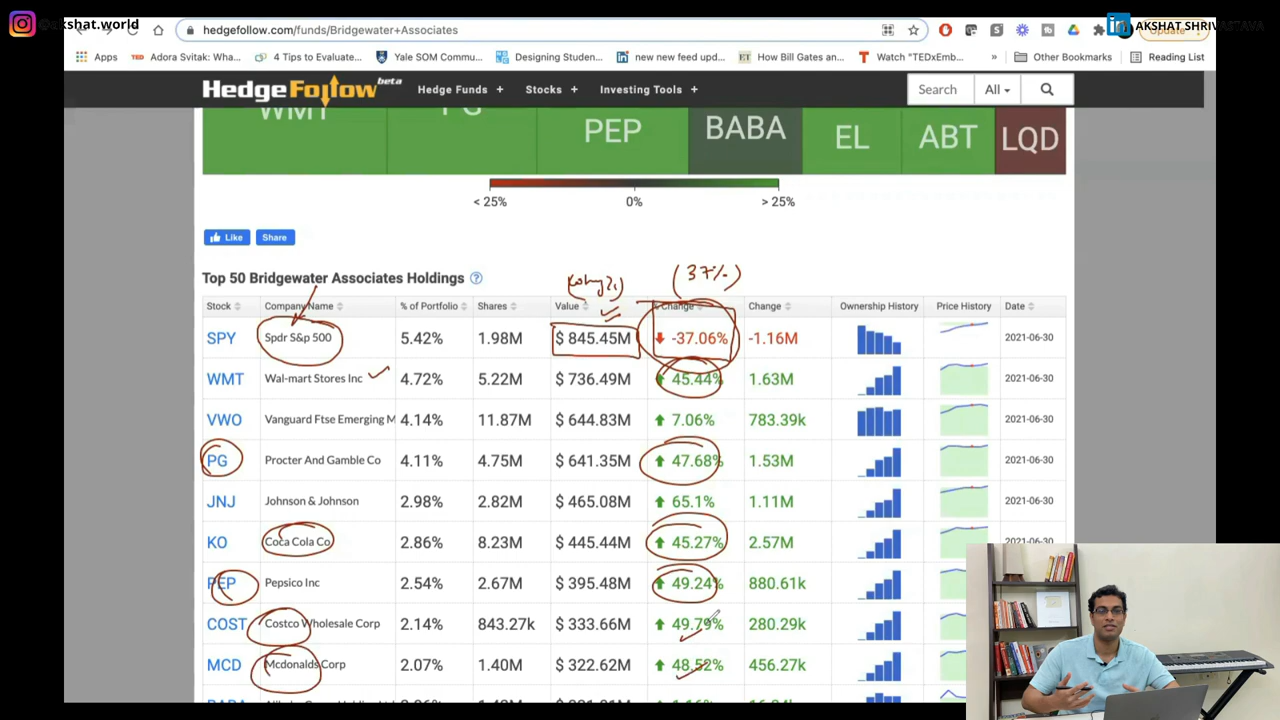 @akshat.world
hedgefollow.com/funds/Bridgewater+Associates
AKSHAT SHRIVASTAVA
Update
Apps
TED Adora Svitak: Wha...
4 Tips to Evaluate...
Yale SOM Commu...
Designing Studen...
new new feed upd...
ET How Bill Gates an...
Watch "TEDxEmb...
»
Other Bookmarks
Reading List
HedgeFollow beta
Hedge Funds +
Stocks +
Investing Tools +
Search
All
WMT
PG
PEP
BABA
EL
ABT
LQD
< 25%
0%
> 25%
Like
Share
Top 50 Bridgewater Associates Holdings ?
(37%)
Stock Company Name % of Portfolio Shares Value % Change Change Ownership History Price History Date
SPY Spdr S&p 500 5.42% 1.98M $ 845.45M -37.06% -1.16M 2021-06-30
WMT Wal-mart Stores Inc 4.72% 5.22M $ 736.49M 45.44% 1.63M 2021-06-30
VWO Vanguard Ftse Emerging M 4.14% 11.87M $ 644.83M 7.06% 783.39k 2021-06-30
PG Procter And Gamble Co 4.11% 4.75M $ 641.35M 47.68% 1.53M 2021-06-30
JNJ Johnson & Johnson 2.98% 2.82M $ 465.08M 65.1% 1.11M 2021-06-30
KO Coca Cola Co 2.86% 8.23M $ 445.44M 45.27% 2.57M 2021-06-30
PEP Pepsico Inc 2.54% 2.67M $ 395.48M 49.24% 880.61k
COST Costco Wholesale Corp 2.14% 843.27k $ 333.66M 49.79% 280.29k
MCD Mcdonalds Corp 2.07% 1.40M $ 322.62M 48.52% 456.27k